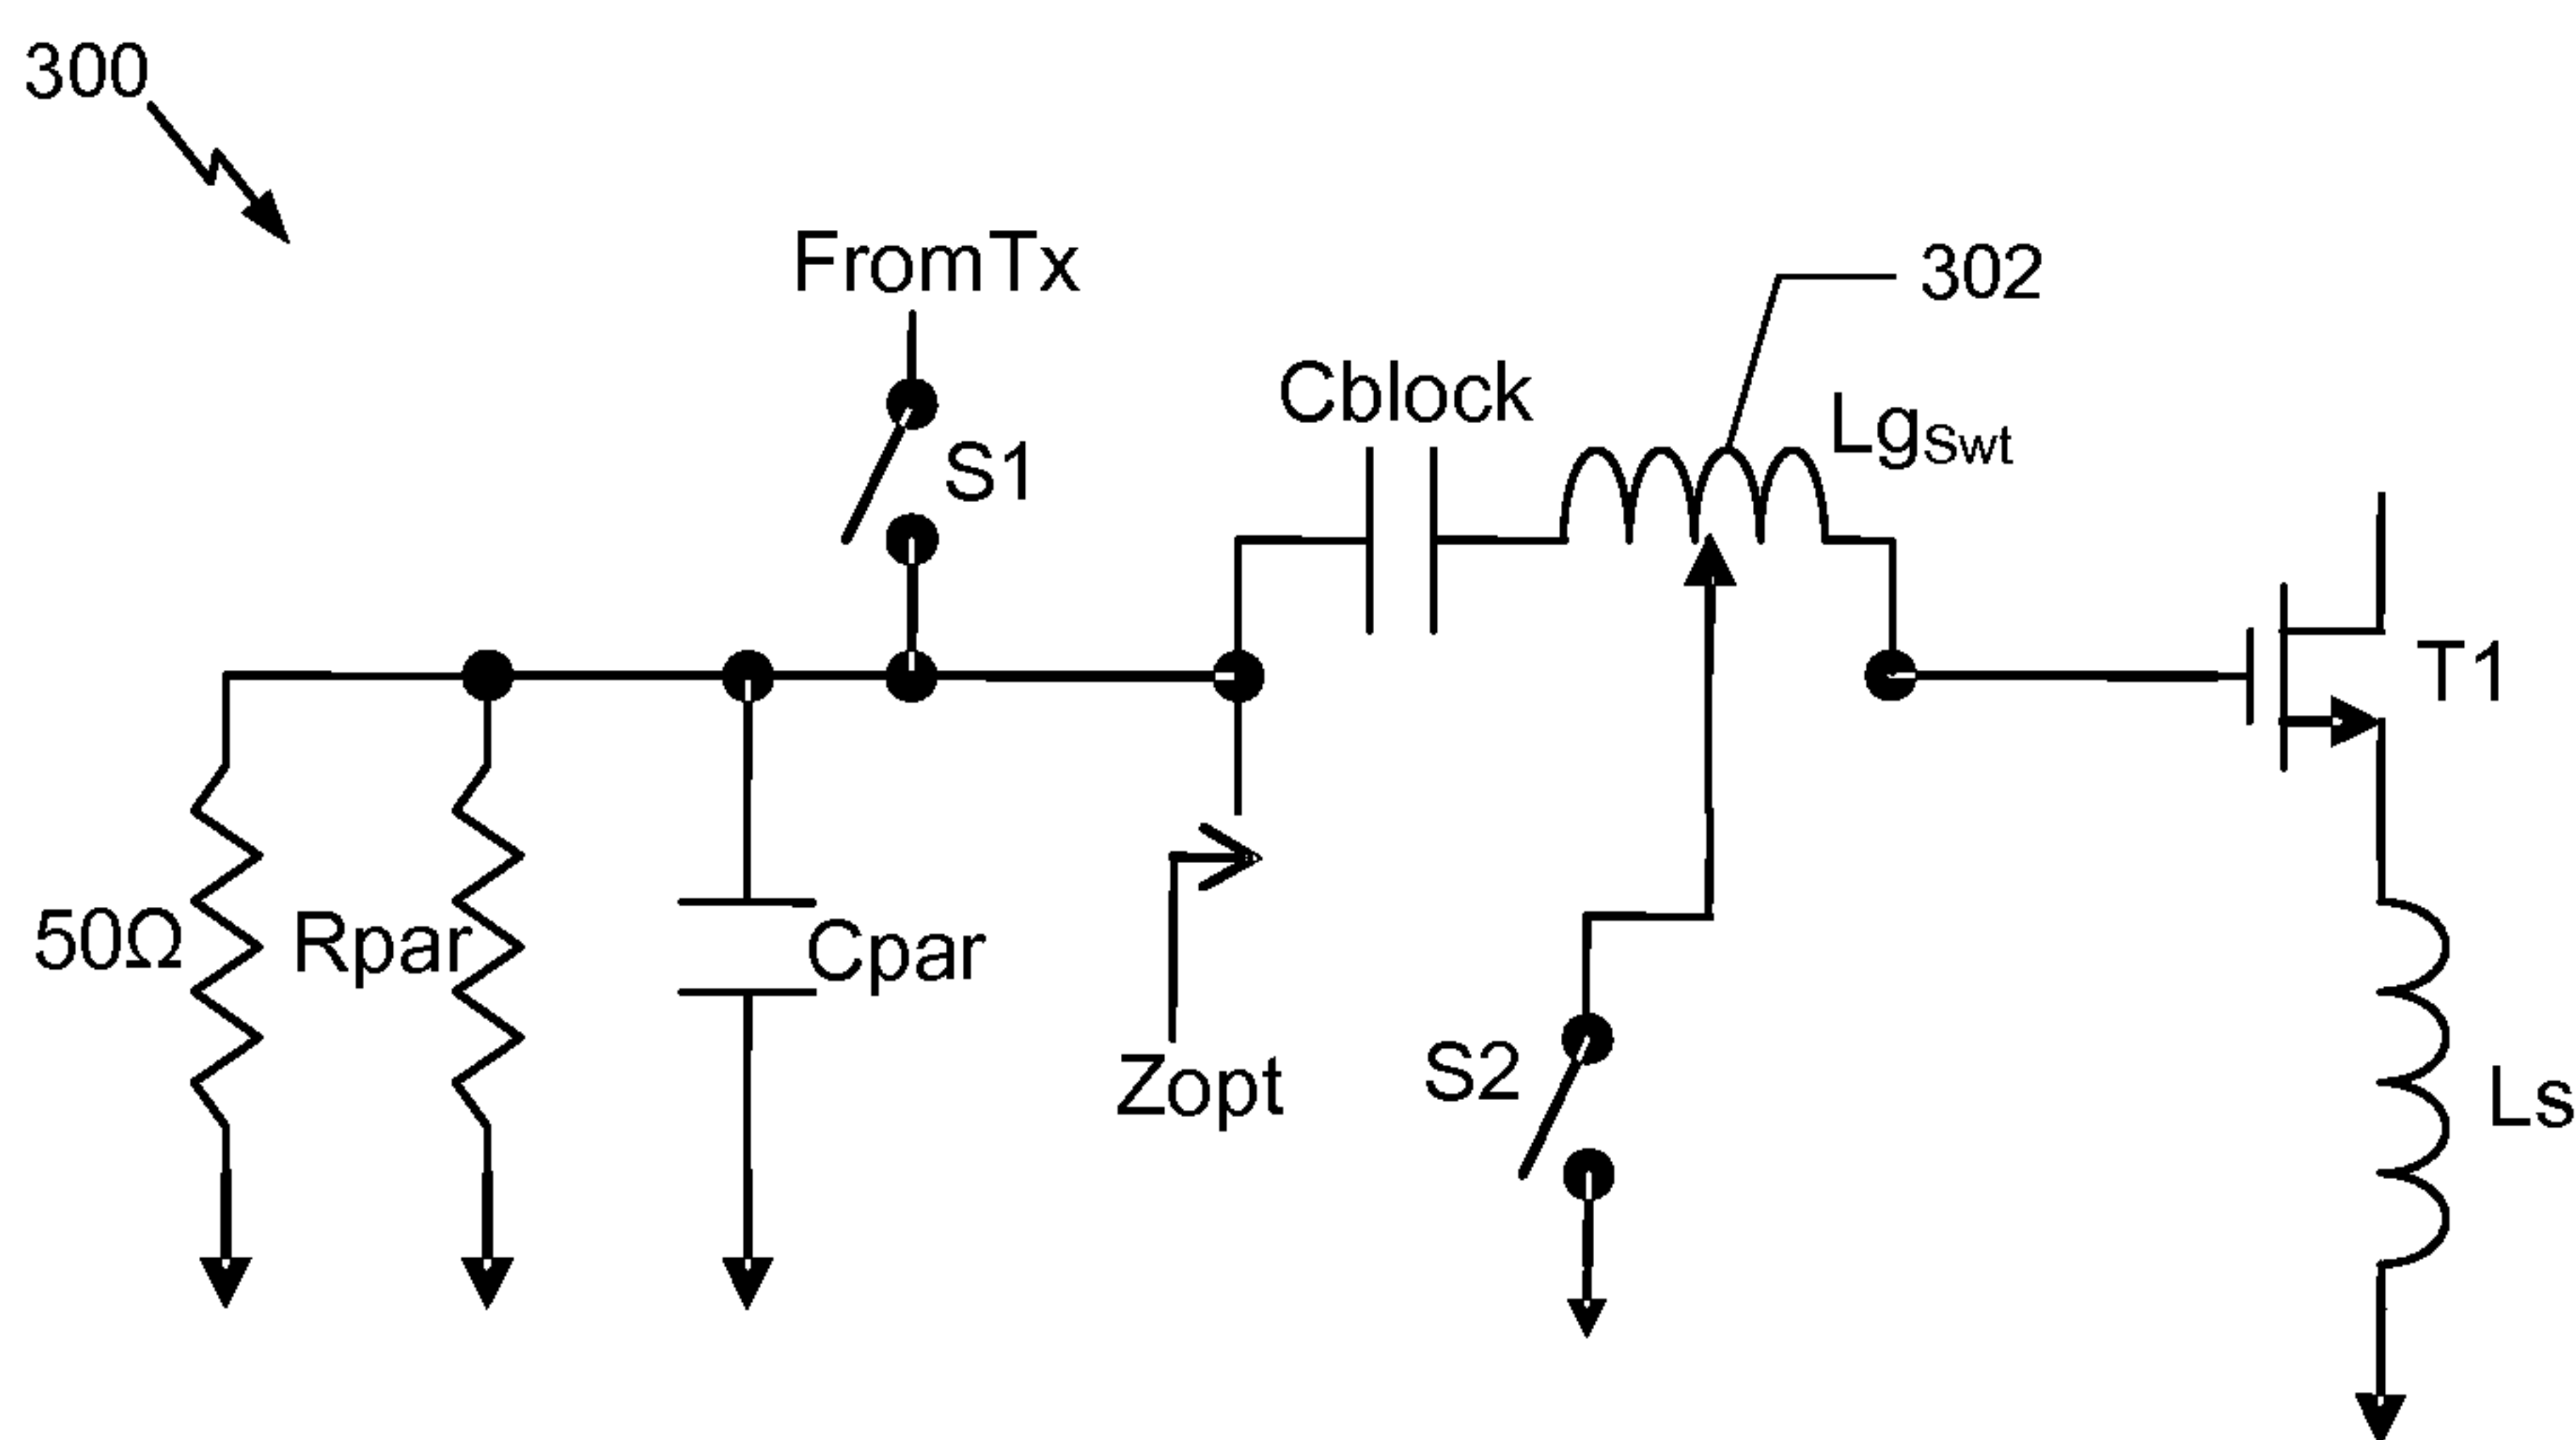 300
FromTx
302
Cblock
LgSwt
S1
T1
50Ω
Rpar
Cpar
Zopt
S2
Ls